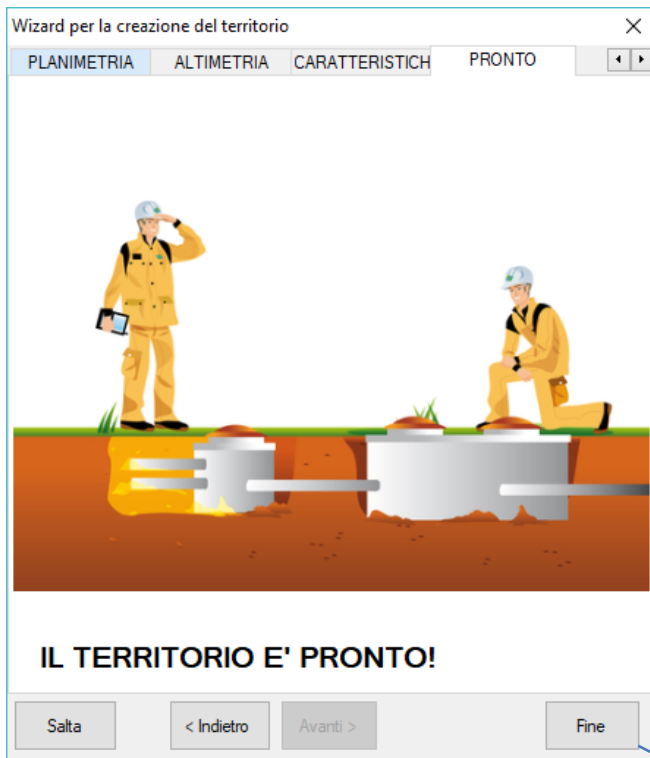 Wizard per la creazione del territorio
PLANIMETRIA ALTIMETRIA CARATTERISTICH PRONTO
IL TERRITORIO E' PRONTO!
Salta < Indietro Avanti > Fine